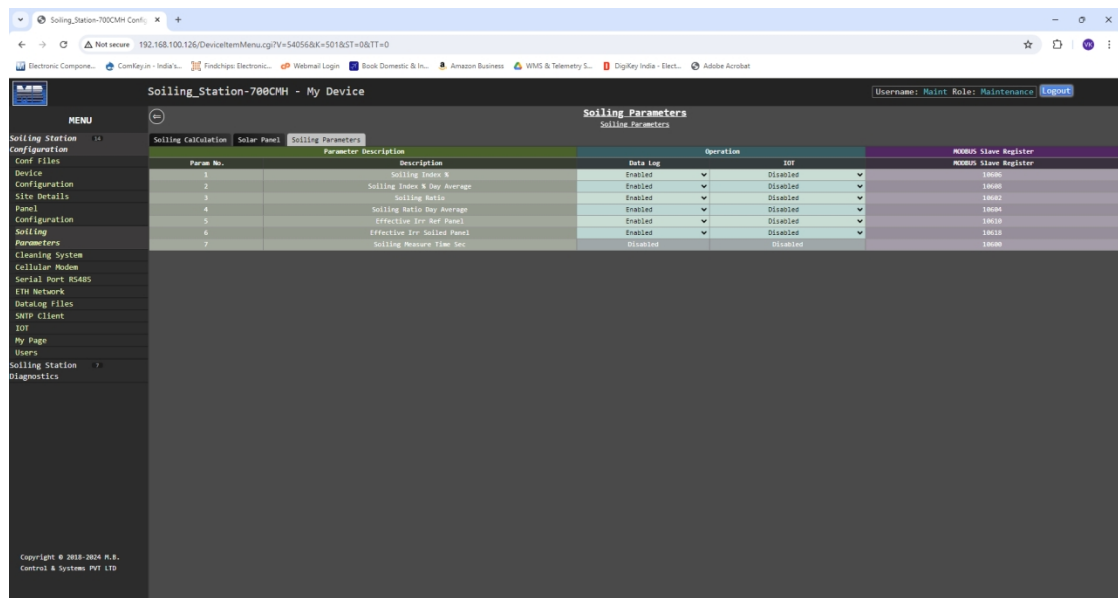 Soiling_Station-700CMH Config
Not secure 192.168.100.126/DeviceItemMenu.cgi?V=54056&K=501&ST=0&TT=0
VK
Electronic Compone... ComKey.in - India's... Findchips: Electronic... Webmail Login Book Domestic & In... Amazon Business WMS & Telemetry S... DigiKey India - Elect... Adobe Acrobat
Soiling_Station-700CMH - My Device
Username: Maint Role: Maintenance Logout
MENU
Soiling Station 14
Configuration
Conf Files
Device
Configuration
Site Details
Panel
Configuration
Soiling
Parameters
Cleaning System
Cellular Modem
Serial Port RS485
ETH Network
DataLog Files
SNTP Client
IOT
My Page
Users
Soiling Station
Diagnostics
Copyright © 2018-2024 M.B.
Control & Systems PVT LTD
Soiling Parameters
Soiling Parameters
Soiling CalCulation Solar Panel Soiling Parameters
Parameter Description Operation MODBUS Slave Register
Param No. Description Data Log IOT MODBUS Slave Register
1 Soiling Index % Enabled Disabled 10606
2 Soiling Index % Day Average Enabled Disabled 10608
3 Soiling Ratio Enabled Disabled 10602
4 Soiling Ratio Day Average Enabled Disabled 10604
5 Effective Irr Ref Panel Enabled Disabled 10610
6 Effective Irr Soiled Panel Enabled Disabled 10618
7 Soiling Measure Time Sec Disabled Disabled 10600